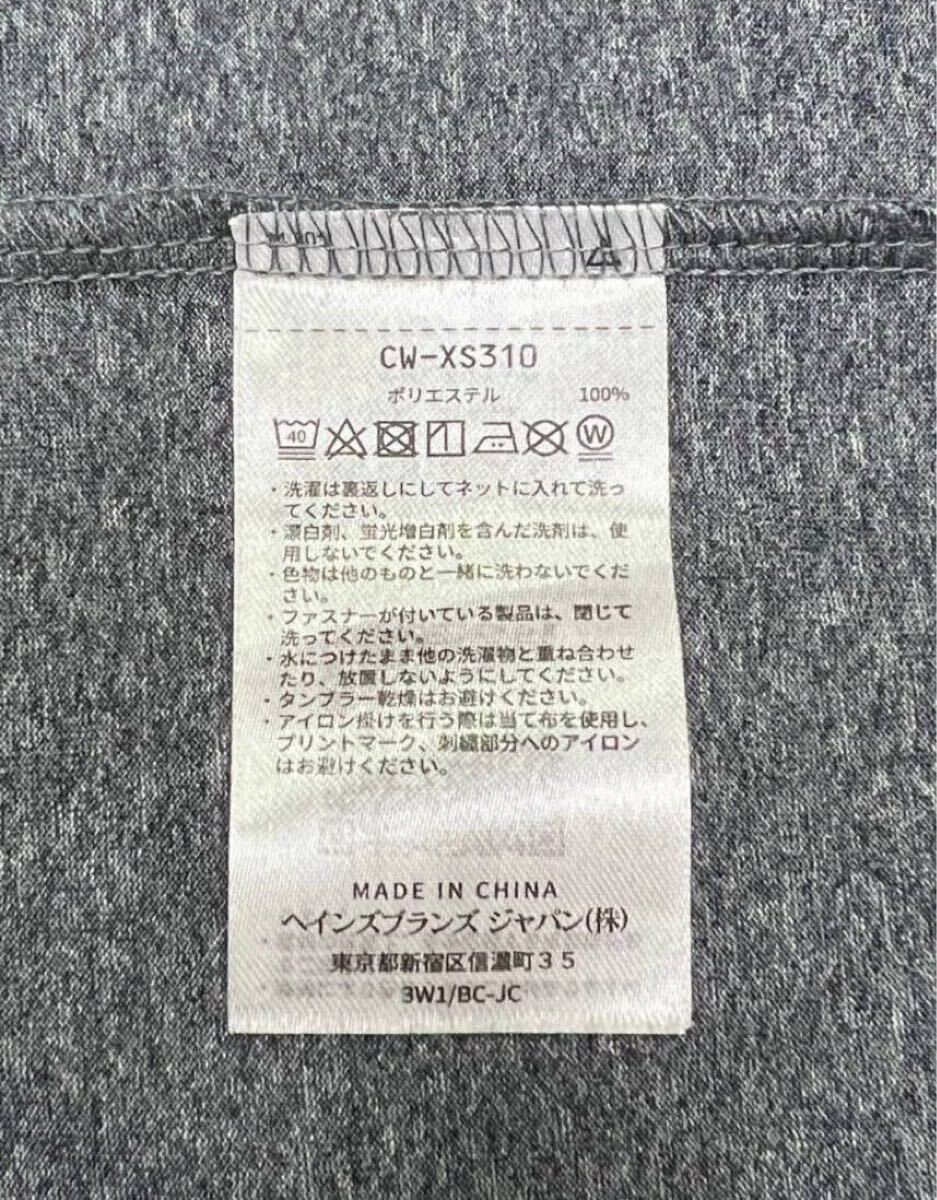 CW-XS310
ポリエステル 100%
40
W
・洗濯は裏返しにしてネットに入れて洗っ
てください。
・漂白剤、蛍光増白剤を含んだ洗剤は、使
用しないでください。
・色物は他のものと一緒に洗わないでくだ
さい。
・ファスナーが付いている製品は、閉じて
洗ってください。
・水につけたまま他の洗濯物と重ね合わせ
たり、放置しないようにしてください。
・タンブラー乾燥はお避けください。
・アイロン掛けを行う際は当て布を使用し、
プリントマーク、刺繍部分へのアイロン
はお避けください。
MADE IN CHINA
ヘインズブランズ ジャパン(株)
東京都新宿区信濃町35
3W1/BC-JC